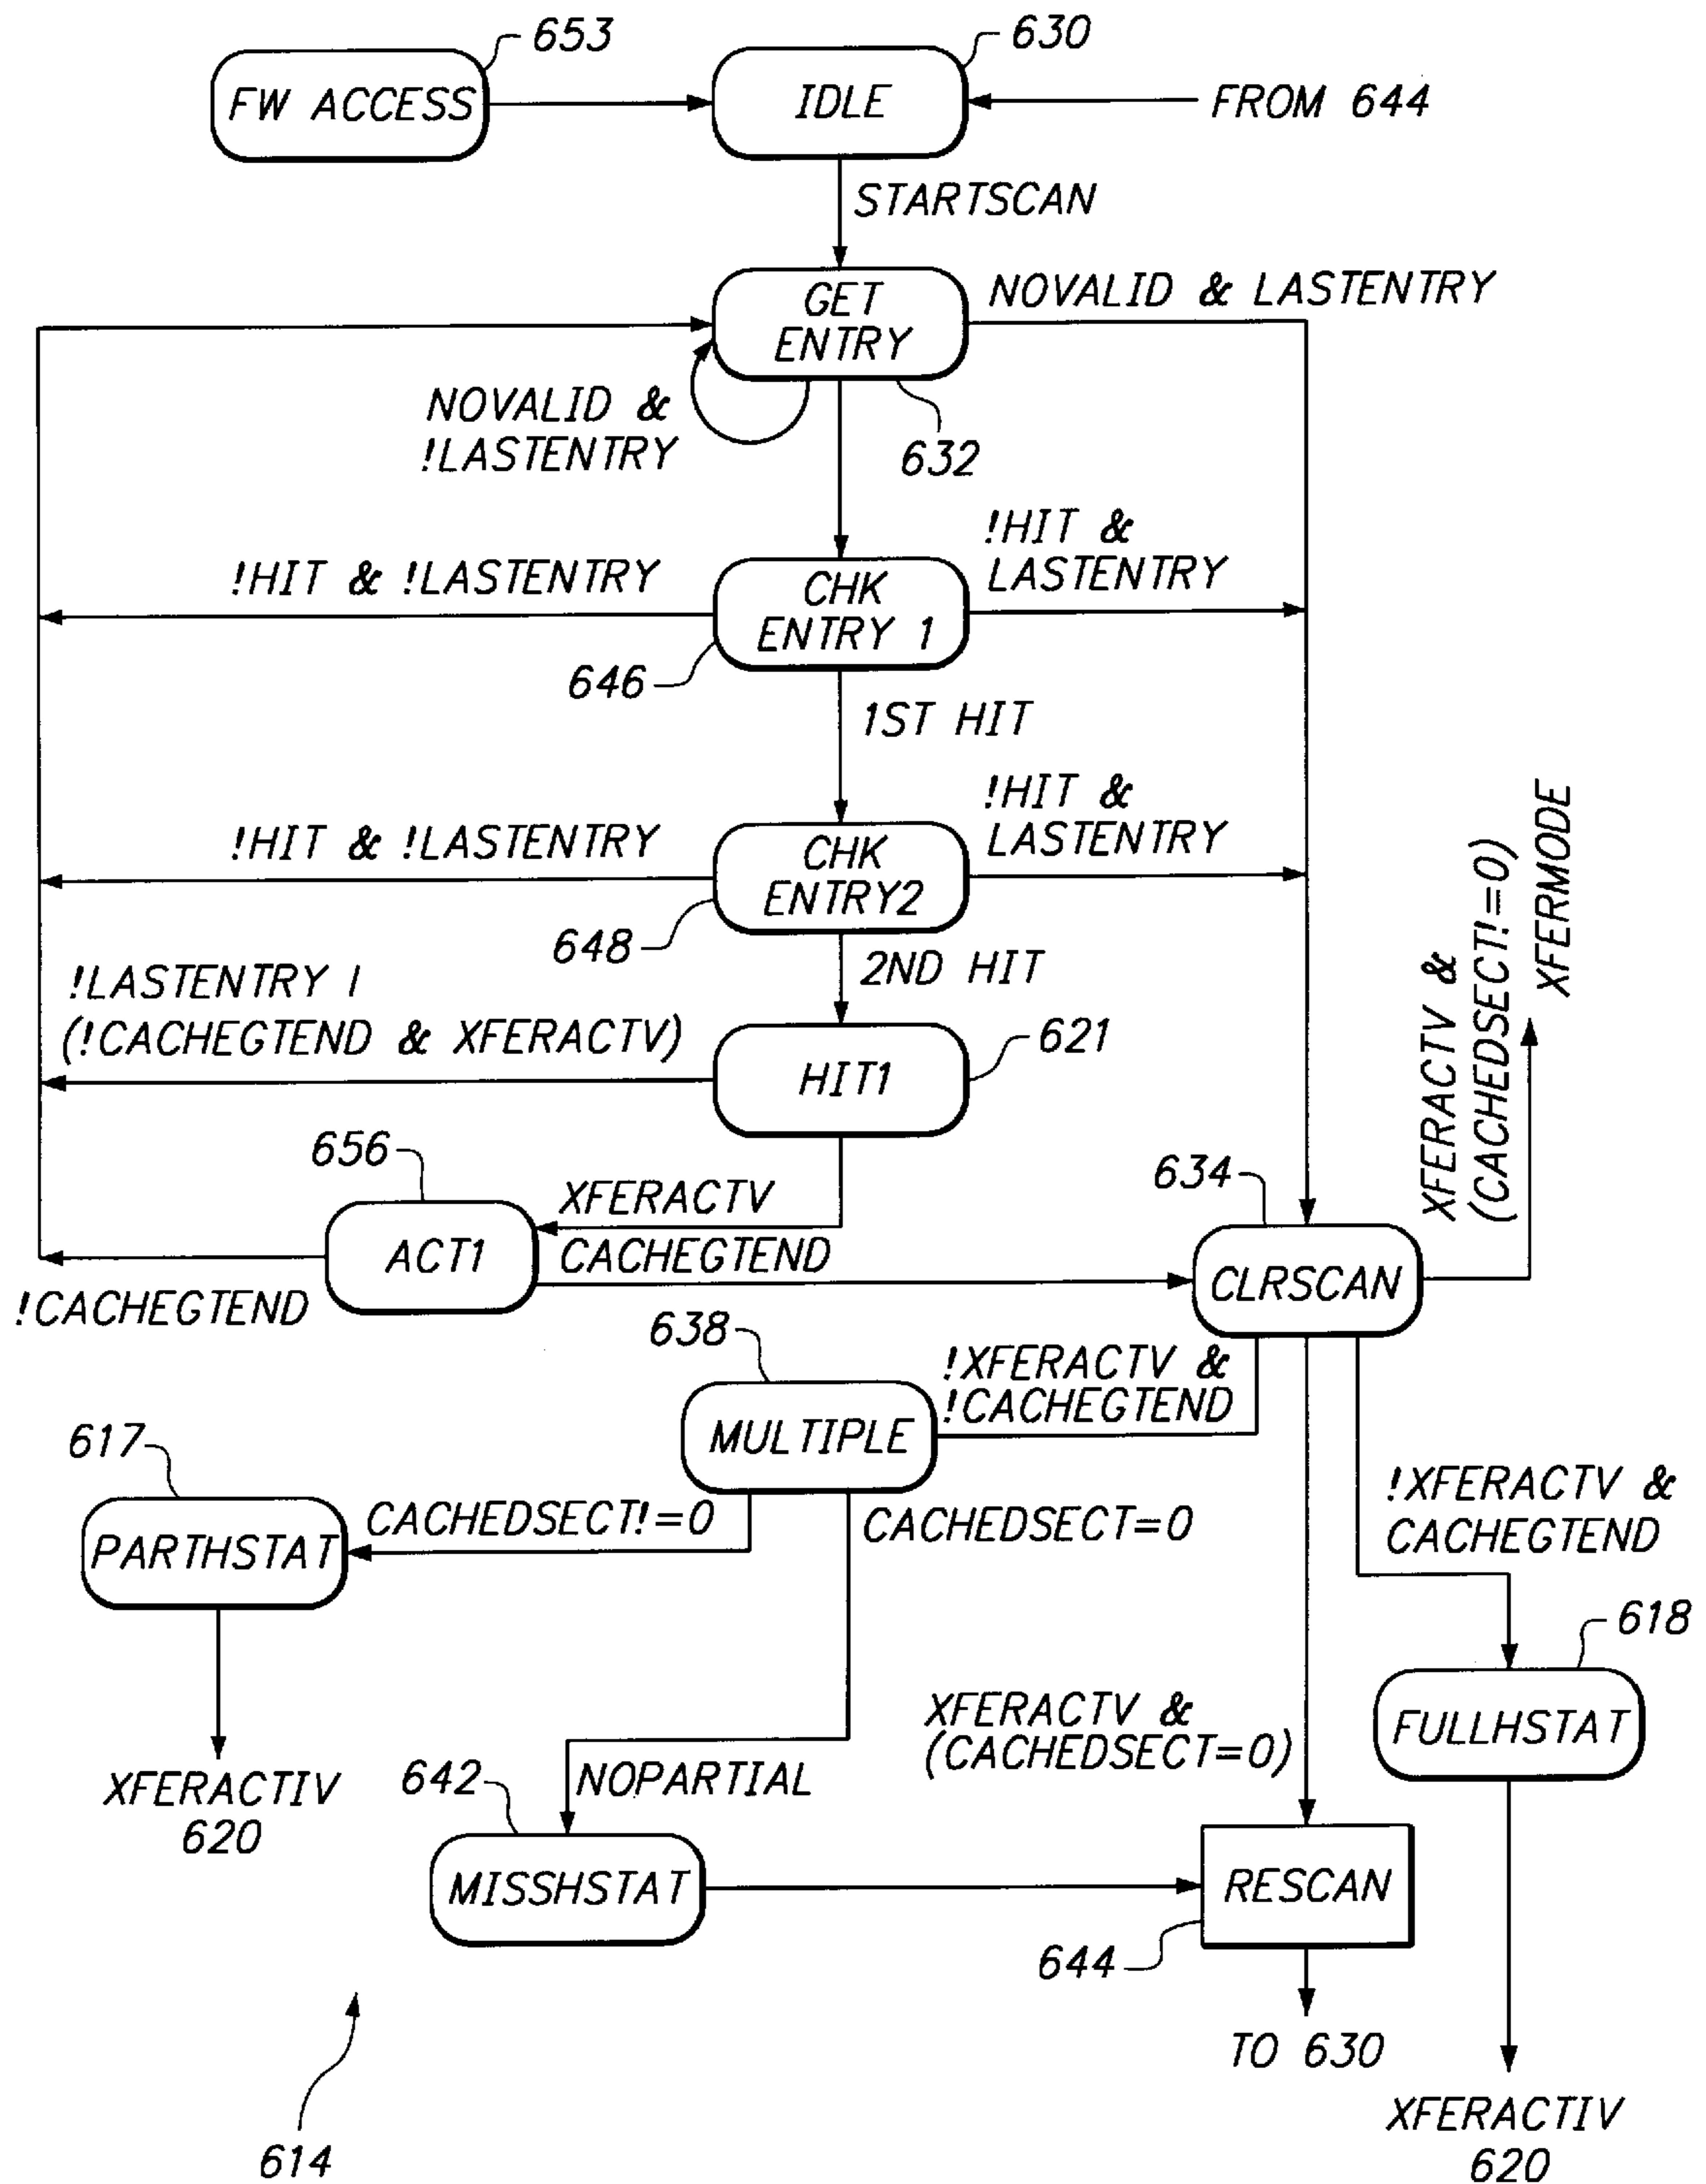 653
630
FW ACCESS
IDLE
FROM 644
STARTSCAN
GET
ENTRY
NOVALID & LASTENTRY
NOVALID &
!LASTENTRY
632
!HIT & !LASTENTRY
CHK
ENTRY 1
!HIT &
LASTENTRY
646
1ST HIT
!HIT & !LASTENTRY
CHK
ENTRY2
!HIT &
LASTENTRY
648
2ND HIT
XFERACTV &
(CACHEDSECT!=0)
XFERMODE
!LASTENTRY I
(!CACHEGTEND & XFERACTV)
HIT1
621
656
XFERACTV
634
ACT1
CACHEGTEND
CLRSCAN
!CACHEGTEND
638
!XFERACTV &
!CACHEGTEND
MULTIPLE
617
CACHEDSECT!=0
CACHEDSECT=0
!XFERACTV &
CACHEGTEND
PARTHSTAT
618
XFERACTV &
(CACHEDSECT=0)
FULLHSTAT
XFERACTIV
620
642
NOPARTIAL
MISSHSTAT
RESCAN
644
TO 630
XFERACTIV
620
614